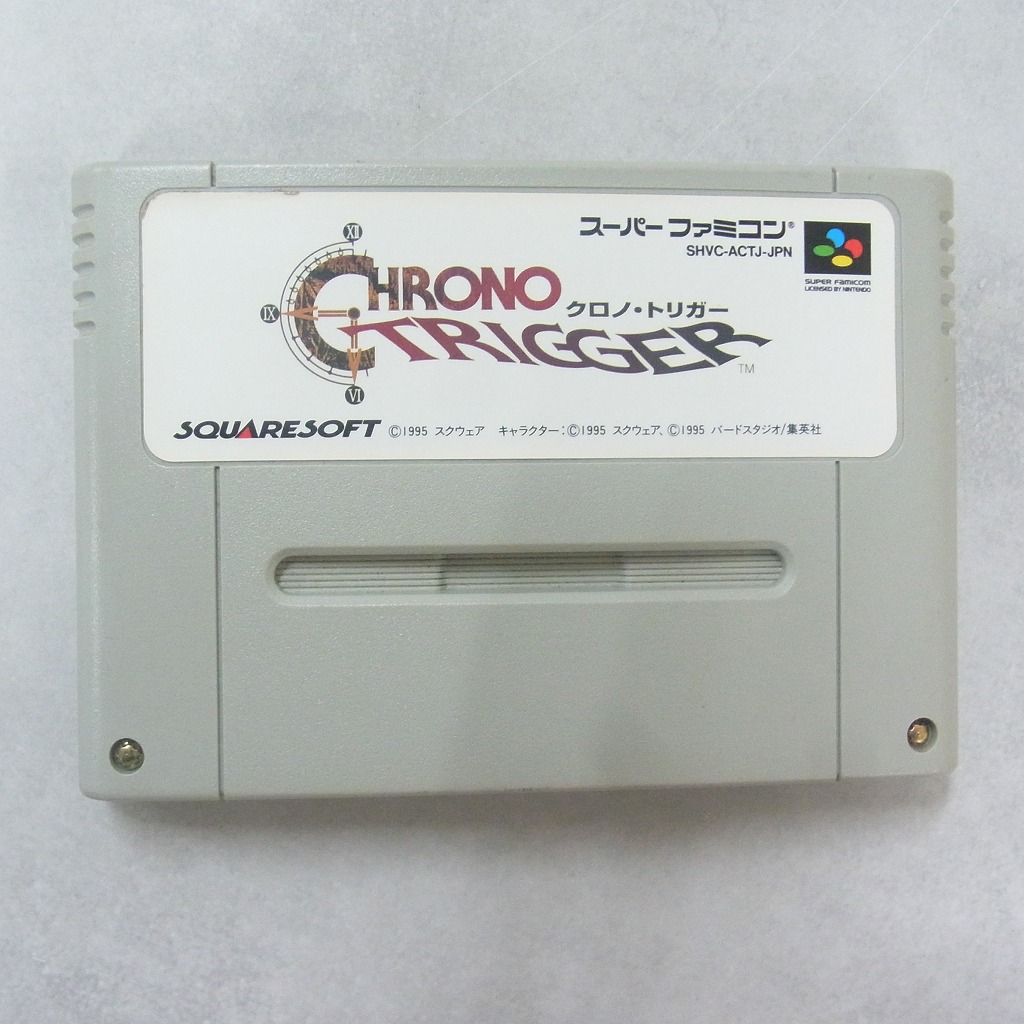 スーパーファミコン®
SHVC-ACTJ-JPN
SUPER FAMICOM
LICENSED BY NINTENDO
XII
IX
VI
CHRONO
クロノ・トリガー
TRIGGER™
SQUARESOFT ©1995 スクウェア キャラクター:©1995 スクウェア、©1995 バードスタジオ/集英社